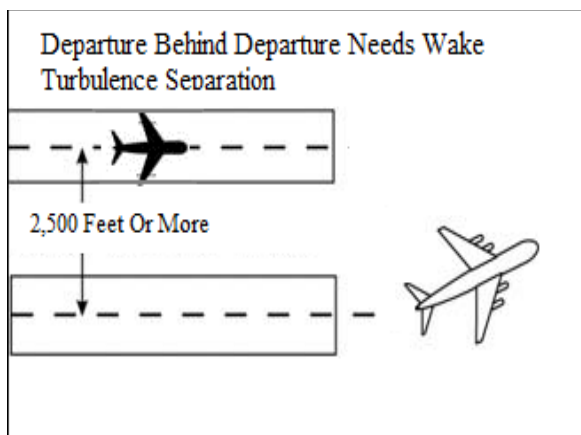 Departure Behind Departure Needs Wake
Turbulence Separation
2,500 Feet Or More